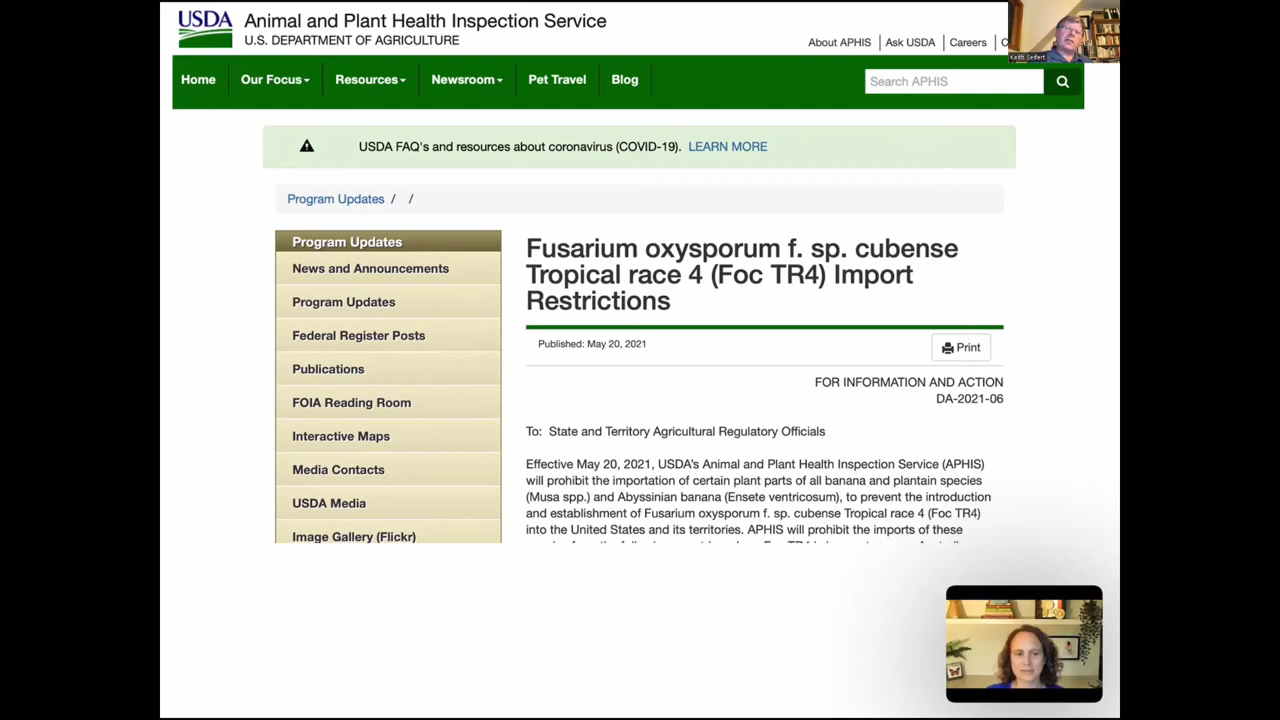 USDA
Animal and Plant Health Inspection Service
U.S. DEPARTMENT OF AGRICULTURE
About APHIS
Ask USDA
Careers
C
Keith Seifert
Home
Our Focus
Resources
Newsroom
Pet Travel
Blog
Search APHIS
USDA FAQ's and resources about coronavirus (COVID-19). LEARN MORE
Program Updates / /
Program Updates
News and Announcements
Program Updates
Federal Register Posts
Publications
FOIA Reading Room
Interactive Maps
Media Contacts
USDA Media
Image Gallery (Flickr)
Fusarium oxysporum f. sp. cubense
Tropical race 4 (Foc TR4) Import
Restrictions
Published: May 20, 2021
Print
FOR INFORMATION AND ACTION
DA-2021-06
To: State and Territory Agricultural Regulatory Officials
Effective May 20, 2021, USDA's Animal and Plant Health Inspection Service (APHIS)
will prohibit the importation of certain plant parts of all banana and plantain species
(Musa spp.) and Abyssinian banana (Ensete ventricosum), to prevent the introduction
and establishment of Fusarium oxysporum f. sp. cubense Tropical race 4 (Foc TR4)
into the United States and its territories. APHIS will prohibit the imports of these